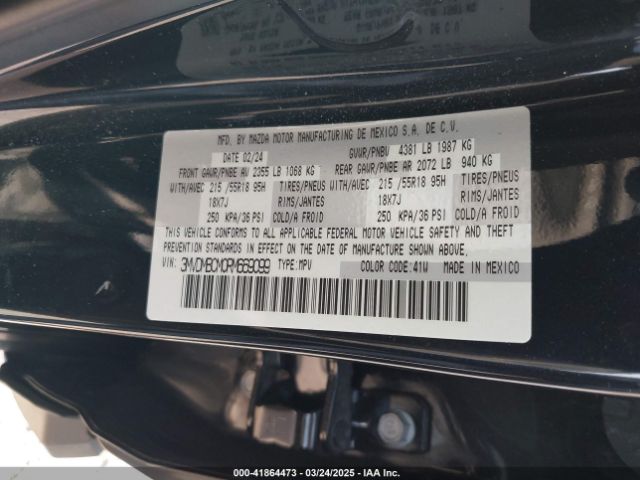 MFD. BY MAZDA MOTOR MANUFACTURING DE MEXICO S.A. DE C.V.
DATE 02/24 GVWR/PNBV 4381 LB 1987 KG
FRONT GAWR/PNBE AV 2355 LB 1068 KG REAR GAWR/PNBE AR 2072 LB 940 KG
WITH/AVEC 215 /55R18 95H TIRES/PNEUS WITH/AVEC 215 /55R18 95H TIRES/PNEUS
18X7J RIMS/JANTES 18X7J RIMS/JANTES
250 KPA/36 PSI COLD/A FROID 250 KPA/36 PSI COLD/A FROID
THIS VEHICLE CONFORMS TO ALL APPLICABLE FEDERAL MOTOR VEHICLE SAFETY AND THEFT
PREVENTION STANDARDS IN EFFECT ON THE DATE OF MANUFACTURE SHOWN ABOVE.
VIN: 3MVDMBCM0RM669099 TYPE:MPV COLOR CODE:41W MADE IN MEXICO
000-41864473 — 03/24/2025 — IAA Inc.